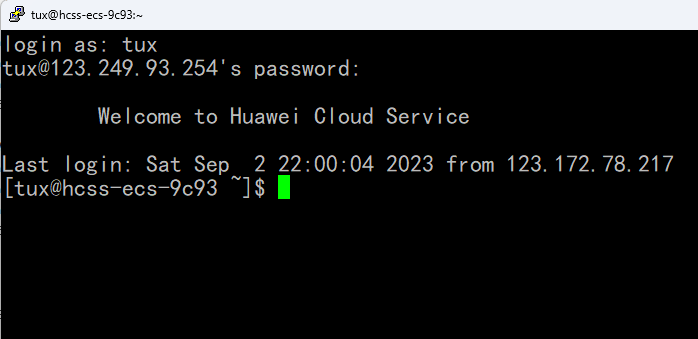 tux@hcss-ecs-9c93:~
login as: tux
tux@123.249.93.254's password:
Welcome to Huawei Cloud Service
Last login: Sat Sep  2 22:00:04 2023 from 123.172.78.217
[tux@hcss-ecs-9c93 ~]$